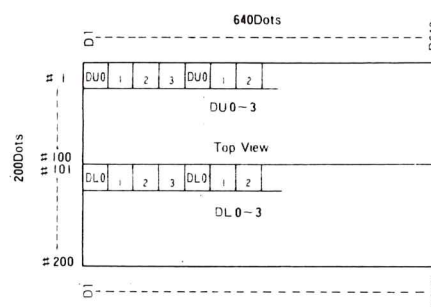 640Dots
D1
D640
# 1
DU0 1 2 3 DU0 1 2
DU0~3
200Dots
Top View
# 100
# 101
DL0 1 2 3 DL0 1 2
DL0~3
# 200
D1